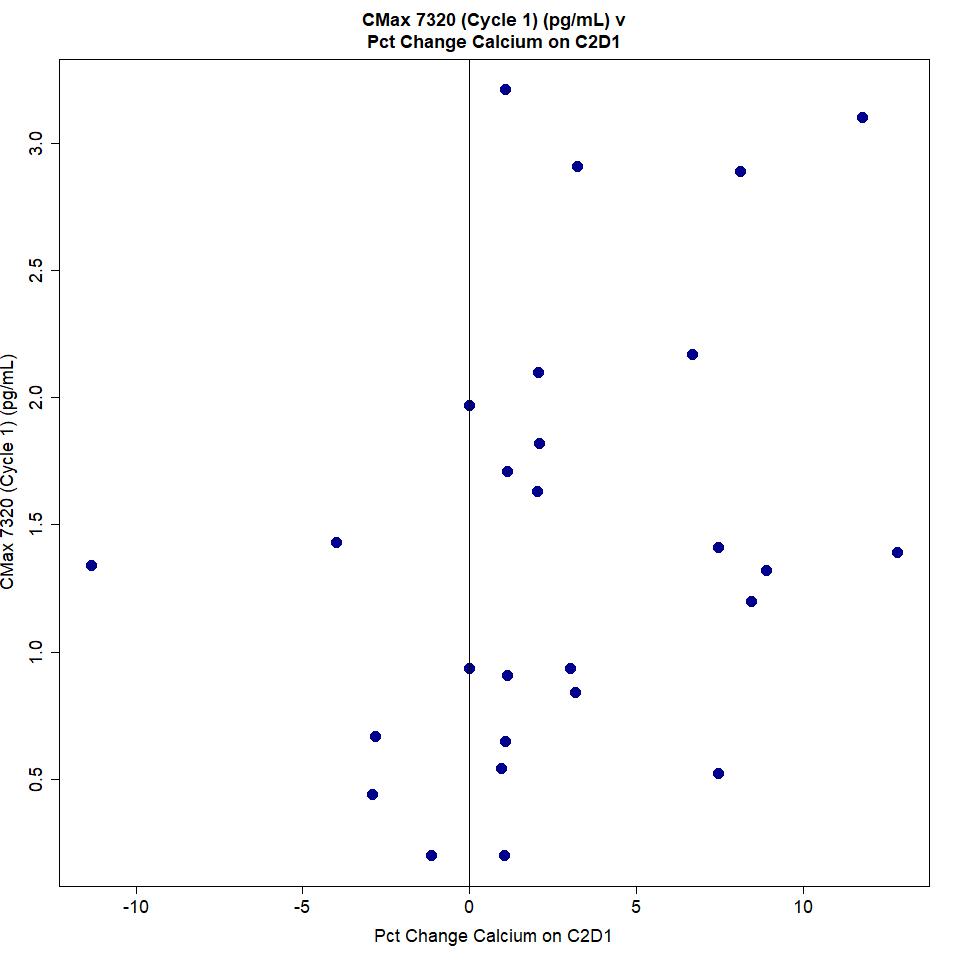 CMax 7320 (Cycle 1) (pg/mL) v
Pct Change Calcium on C2D1
CMax 7320 (Cycle 1) (pg/mL)
3.0
2.5
2.0
1.5
1.0
0.5
-10 -5 0 5 10
Pct Change Calcium on C2D1